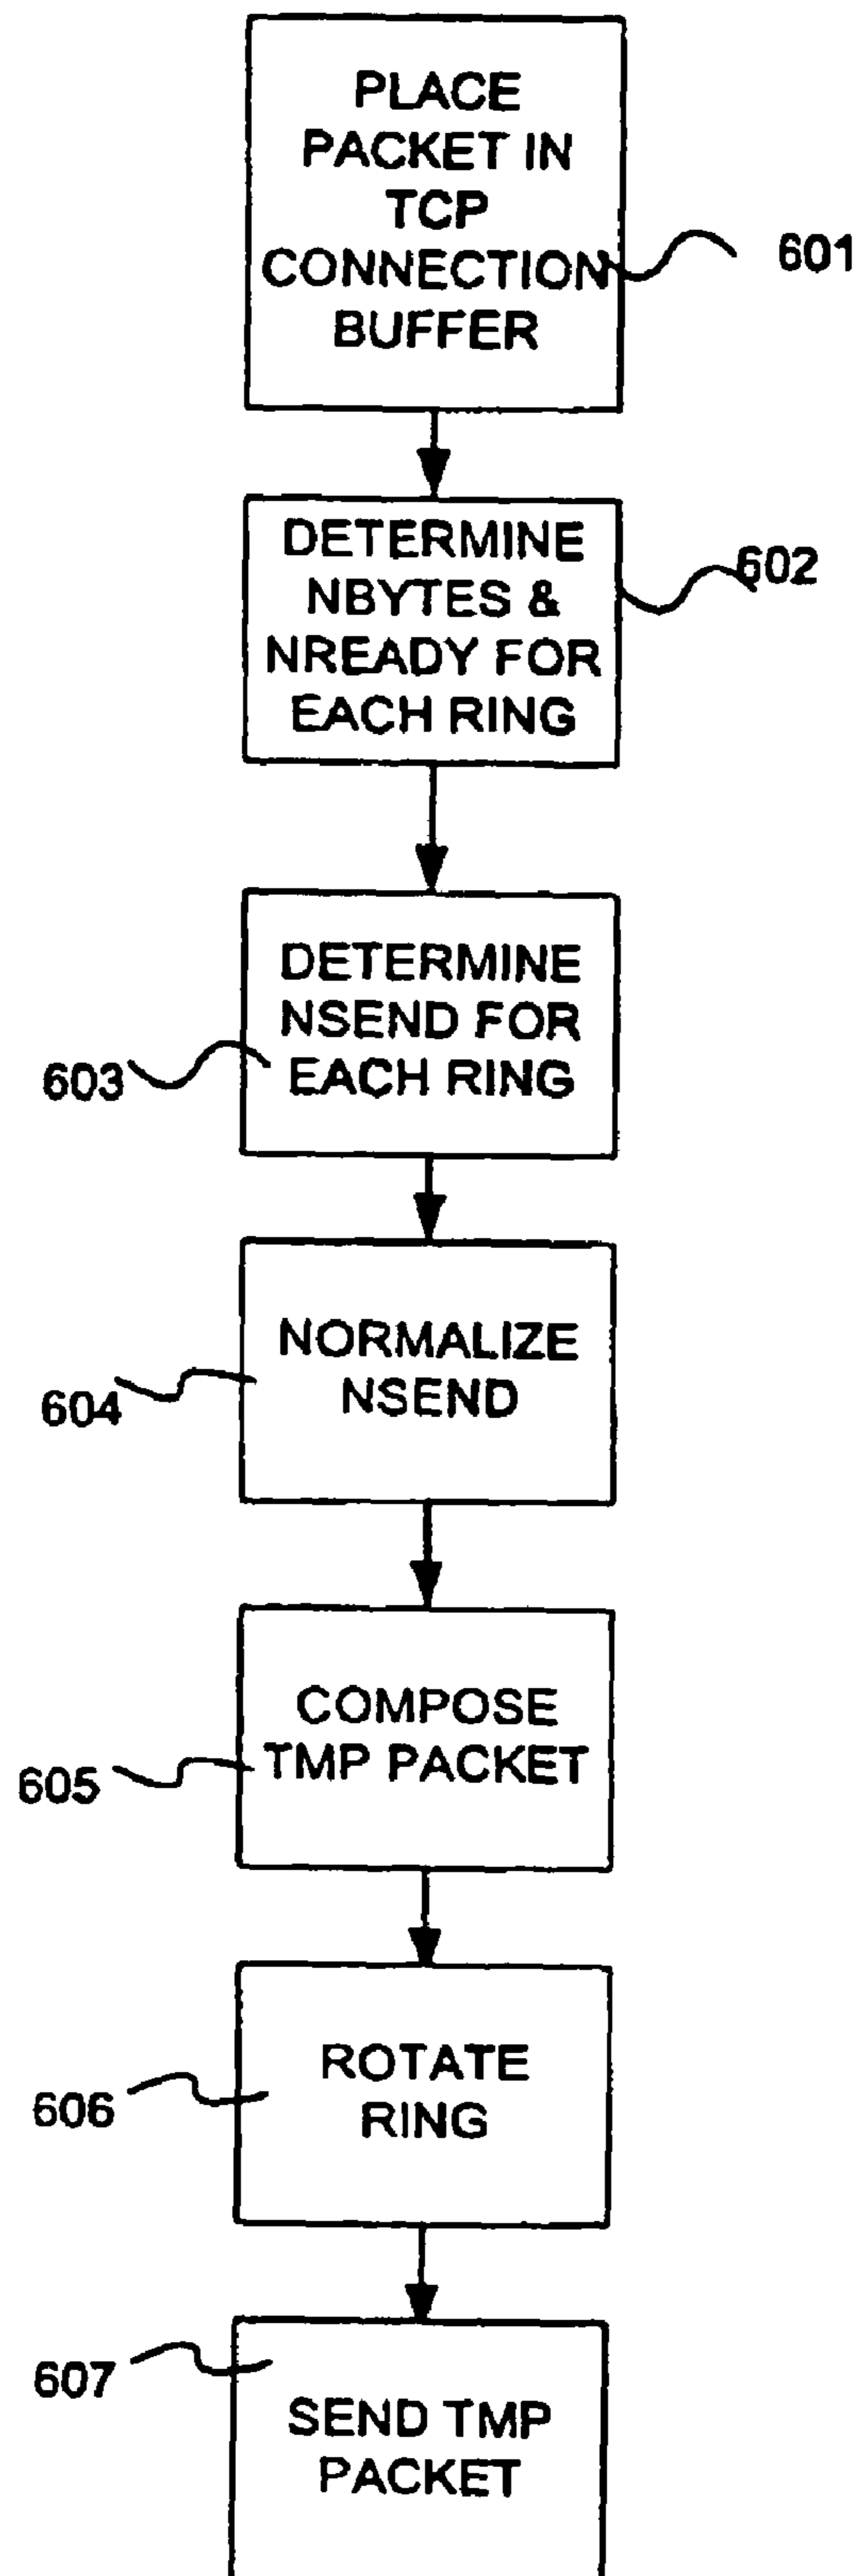 PLACE
PACKET IN
TCP
CONNECTION
BUFFER
601
DETERMINE
NBYTES &
NREADY FOR
EACH RING
602
DETERMINE
NSEND FOR
EACH RING
603
NORMALIZE
NSEND
604
COMPOSE
TMP PACKET
605
ROTATE
RING
606
607
SEND TMP
PACKET